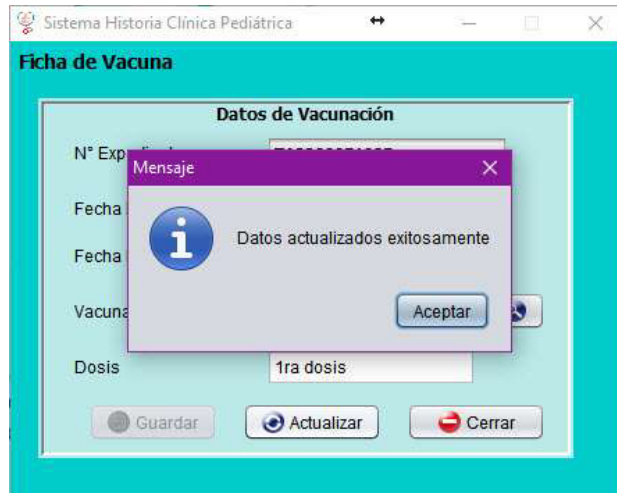 Sistema Historia Clínica Pediátrica
Ficha de Vacuna
Datos de Vacunación
N° Exp
Mensaje
Fecha
Datos actualizados exitosamente
Fecha
Vacuna
Aceptar
Dosis
1ra dosis
Guardar
Actualizar
Cerrar